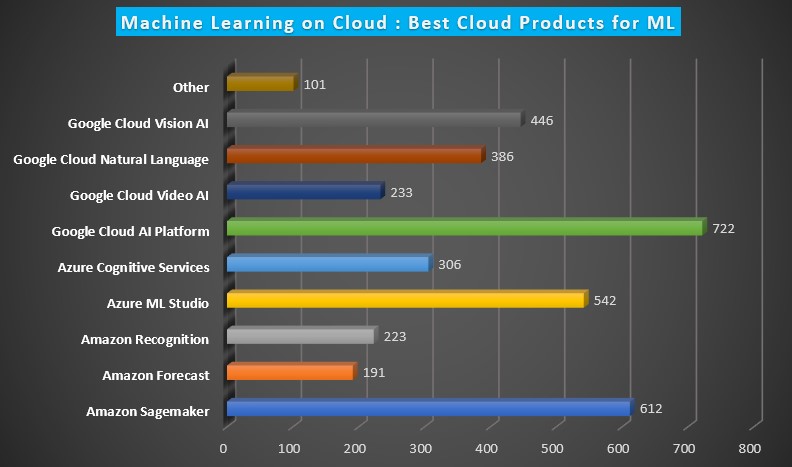 Machine Learning on Cloud : Best Cloud Products for ML
Other 101
Google Cloud Vision AI 446
Google Cloud Natural Language 386
Google Cloud Video AI 233
Google Cloud AI Platform 722
Azure Cognitive Services 306
Azure ML Studio 542
Amazon Recognition 223
Amazon Forecast 191
Amazon Sagemaker 612
0 100 200 300 400 500 600 700 800